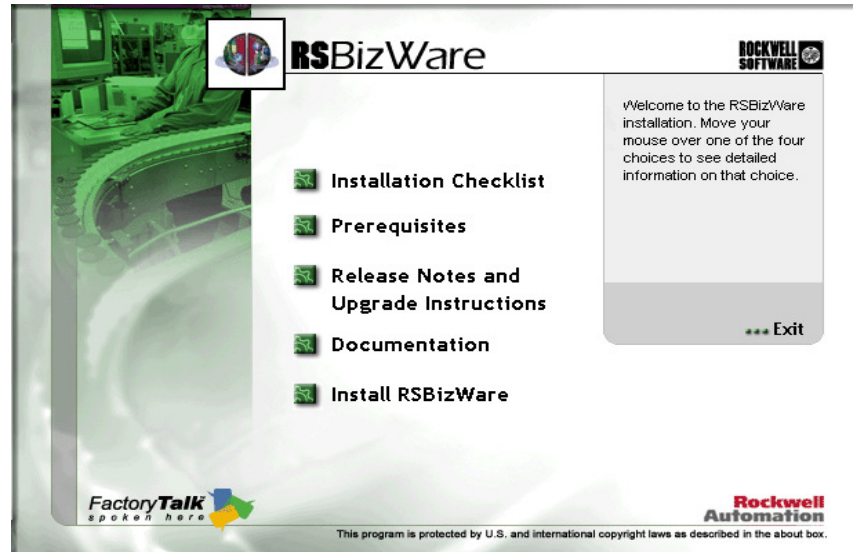 RSBizWare
ROCKWELL
SOFTWARE
Welcome to the RSBizWare
installation. Move your
mouse over one of the four
choices to see detailed
information on that choice.
Installation Checklist
Prerequisites
Release Notes and
Upgrade Instructions
Documentation
Install RSBizWare
Exit
FactoryTalk
spoken here
Rockwell
Automation
This program is protected by U.S. and international copyright laws as described in the about box.